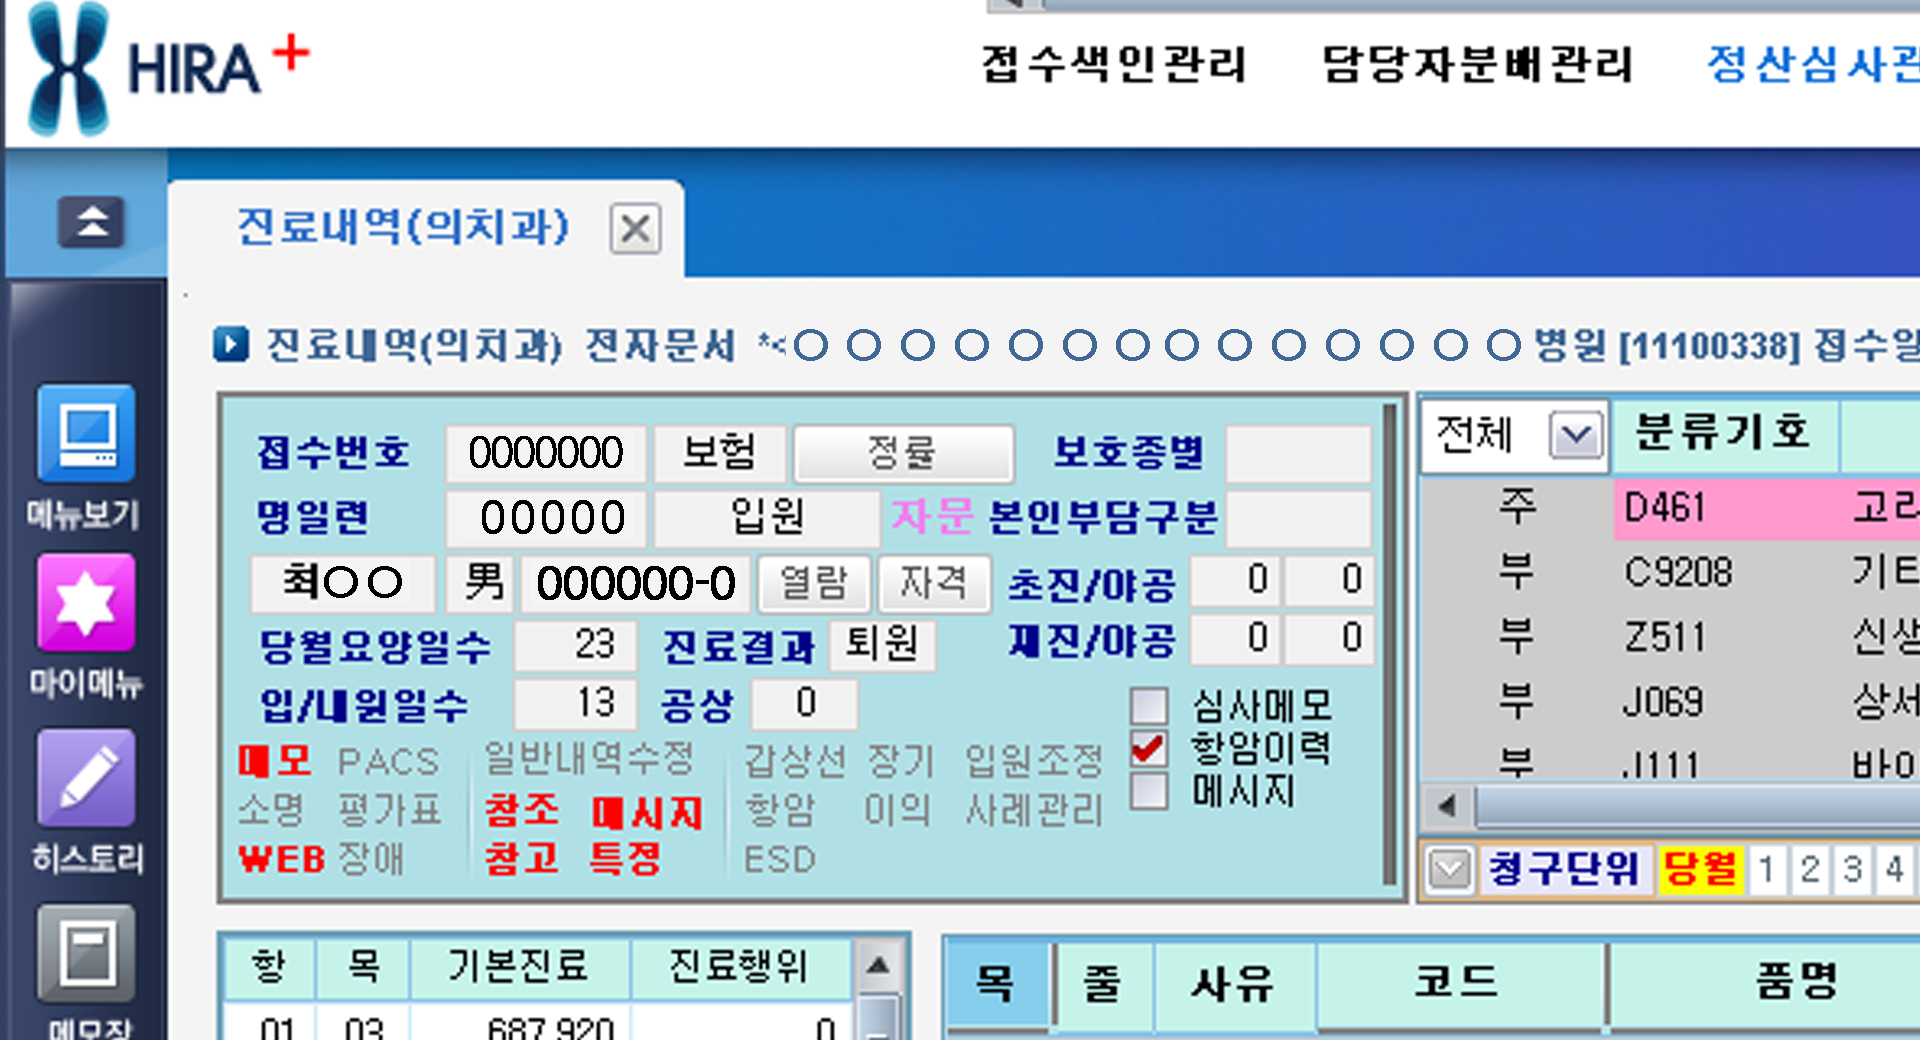 HIRA+
접수색인관리 담당자분배관리 정산심사관
진료내역(의치과)
진료내역(의치과) 전자문서 *<○○○○○○○○○○○○○○병원 [11100338] 접수일
메뉴보기
마이메뉴
히스토리
메모장
접수번호 0000000 보험 정률 보호종별
명일련 00000 입원 자문 본인부담구분
최○○ 男 000000-0 열람 자격 초진/야공 0 0
당월요양일수 23 진료결과 퇴원 재진/야공 0 0
입/내원일수 13 공상 0
심사메모
항암이력
메시지
메모 PACS 일반내역수정 갑상선 장기 입원조정
소명 평가표 참조 메시지 항암 이의 사례관리
WEB 장애 참고 특정 ESD
전체 분류기호
주 D461 고리
부 C9208 기타
부 Z511 신생
부 J069 상세
부 J111 바이
청구단위 당월 1 2 3 4
항 목 기본진료 진료행위
01 03 687,920 0
목 줄 사유 코드 품명